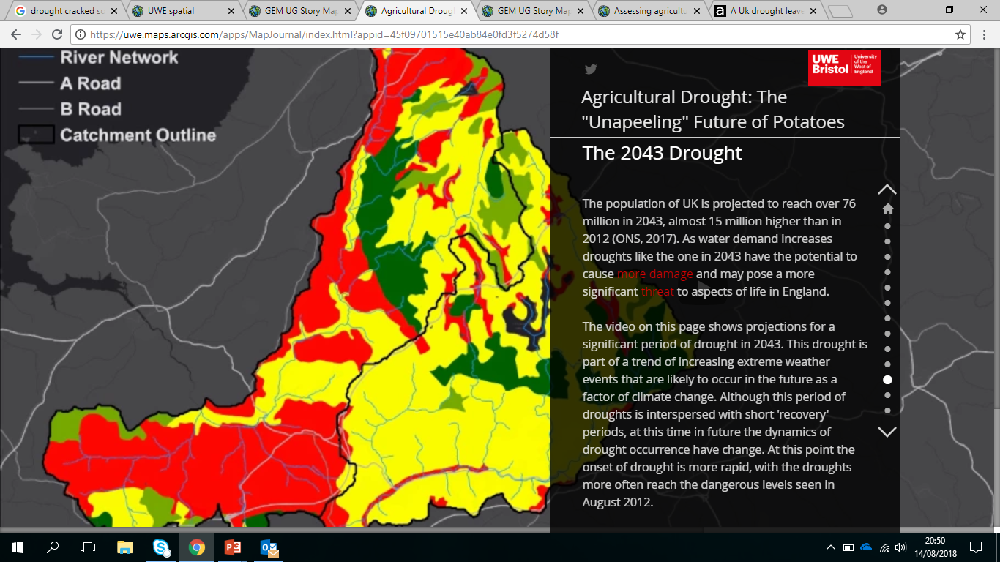 drought cracked sc
UWE spatial
GEM UG Story Map
Agricultural Drough
GEM UG Story Map
Assessing agricultu
A Uk drought leave
https://uwe.maps.arcgis.com/apps/MapJournal/index.html?appid=45f09701515e40ab84e0fd3f5274d58f
River Network
A Road
B Road
Catchment Outline
UWE Bristol
University of the West of England
Agricultural Drought: The
"Unapeeling" Future of Potatoes
The 2043 Drought
The population of UK is projected to reach over 76
million in 2043, almost 15 million higher than in
2012 (ONS, 2017). As water demand increases
droughts like the one in 2043 have the potential to
cause more damage and may pose a more
significant threat to aspects of life in England.
The video on this page shows projections for a
significant period of drought in 2043. This drought is
part of a trend of increasing extreme weather
events that are likely to occur in the future as a
factor of climate change. Although this period of
droughts is interspersed with short 'recovery'
periods, at this time in future the dynamics of
drought occurrence have change. At this point the
onset of drought is more rapid, with the droughts
more often reach the dangerous levels seen in
August 2012.
20:50
14/08/2018